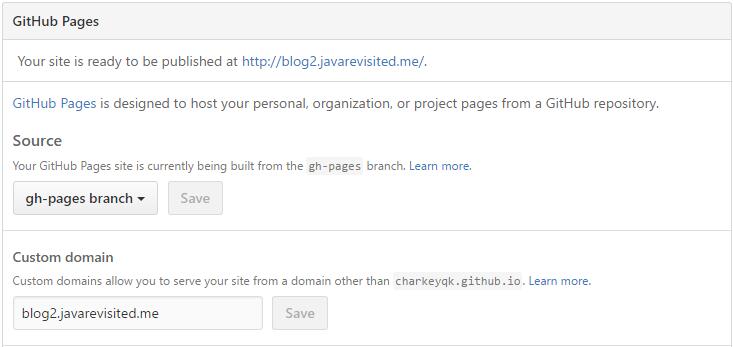 GitHub Pages
Your site is ready to be published at http://blog2.javarevisited.me/.
GitHub Pages is designed to host your personal, organization, or project pages from a GitHub repository.
Source
Your GitHub Pages site is currently being built from the gh-pages branch. Learn more.
gh-pages branch Save
Custom domain
Custom domains allow you to serve your site from a domain other than charkeyqk.github.io. Learn more.
blog2.javarevisited.me Save